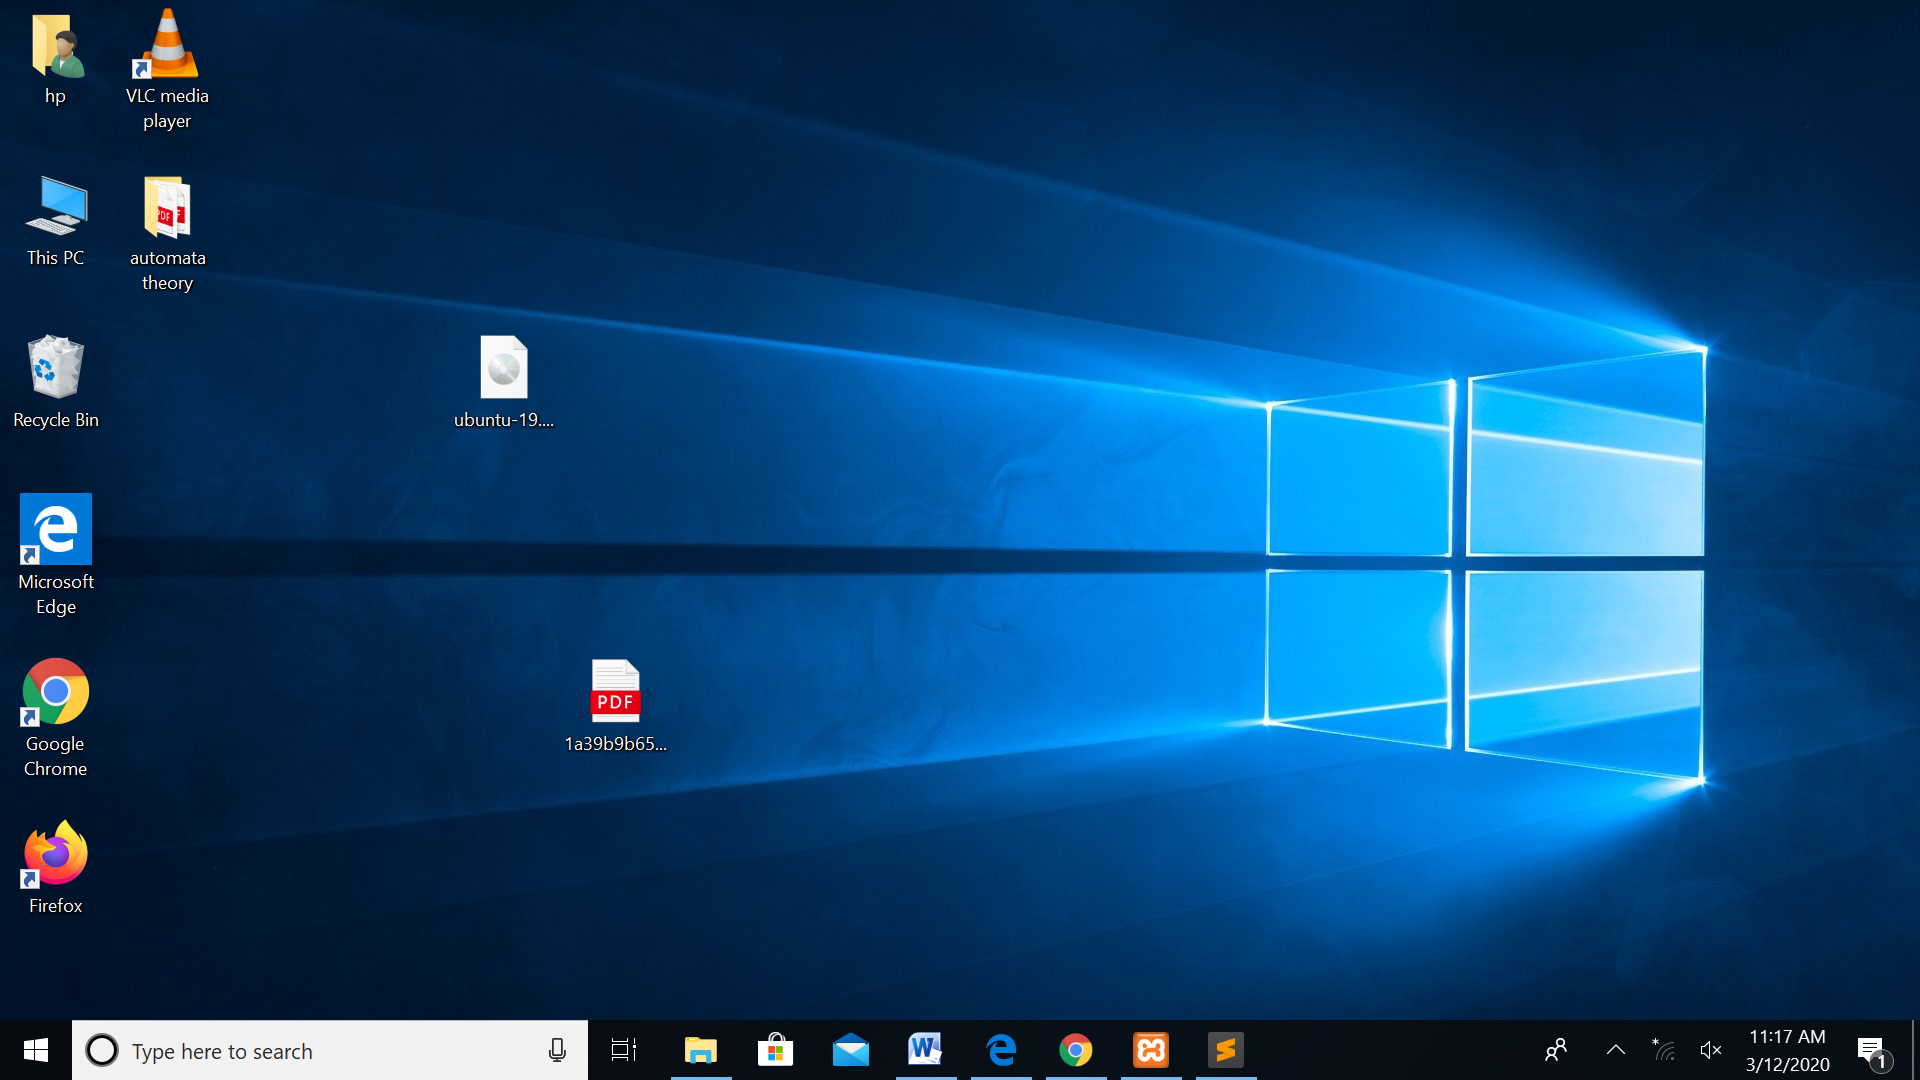 hp
VLC media
player
This PC
automata
theory
Recycle Bin
ubuntu-19....
Microsoft
Edge
PDF
1a39b9b65...
Google
Chrome
Firefox
Type here to search
11:17 AM
3/12/2020
1